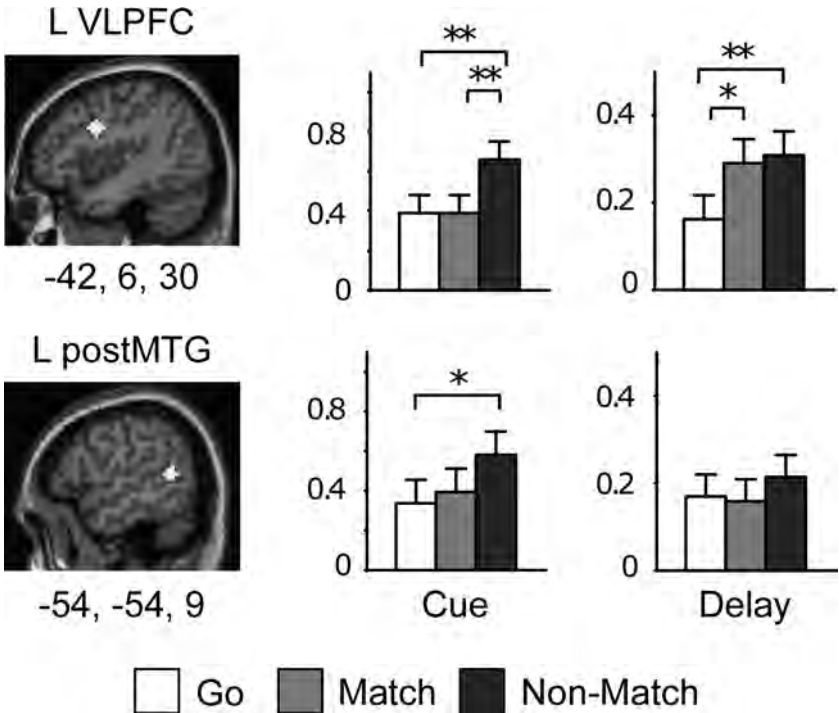 L VLPFC
-42, 6, 30
**
**
0.8
0.4
0
**
*
0.4
0.2
0
L postMTG
-54, -54, 9
*
0.8
0.4
0
Cue
0.4
0.2
0
Delay
Go Match Non-Match